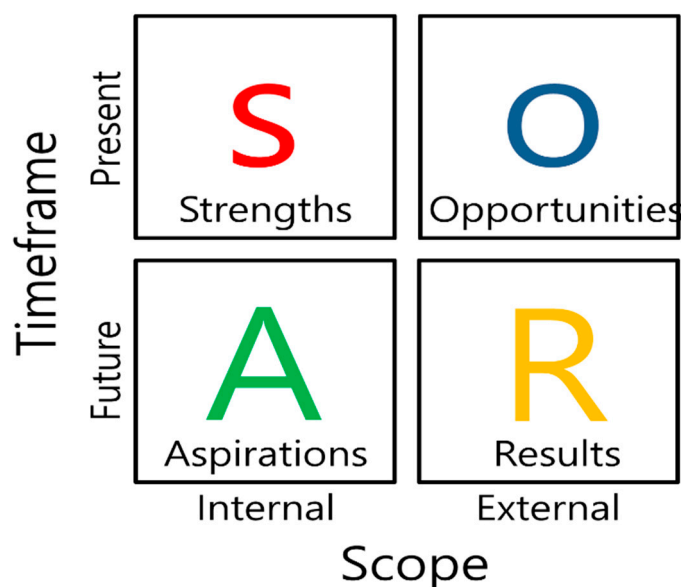 Timeframe
Present
S
Strengths
O
Opportunities
Future
A
Aspirations
R
Results
Internal
External
Scope